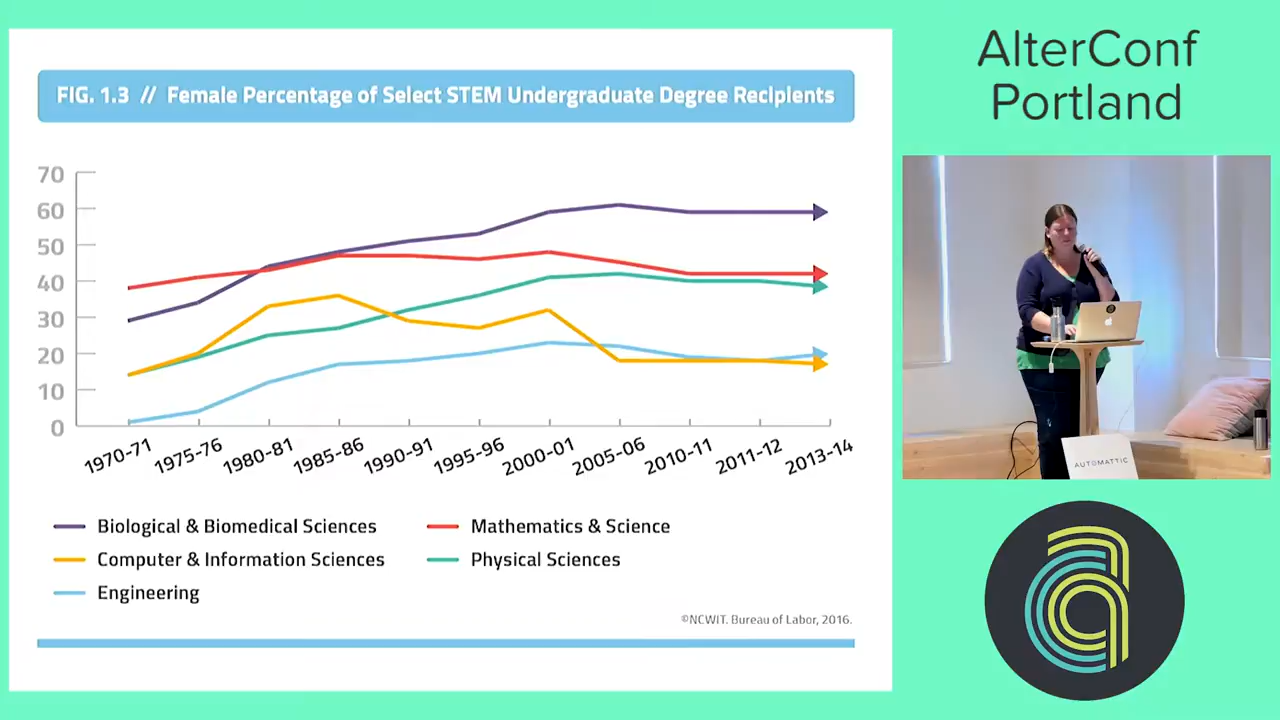 FIG. 1.3 // Female Percentage of Select STEM Undergraduate Degree Recipients
70
60
50
40
30
20
10
0
1970-71
1975-76
1980-81
1985-86
1990-91
1995-96
2000-01
2005-06
2010-11
2011-12
2013-14
Biological & Biomedical Sciences
Mathematics & Science
Computer & Information Sciences
Physical Sciences
Engineering
©NCWIT. Bureau of Labor, 2016.
AlterConf
Portland
AUTOMATTIC